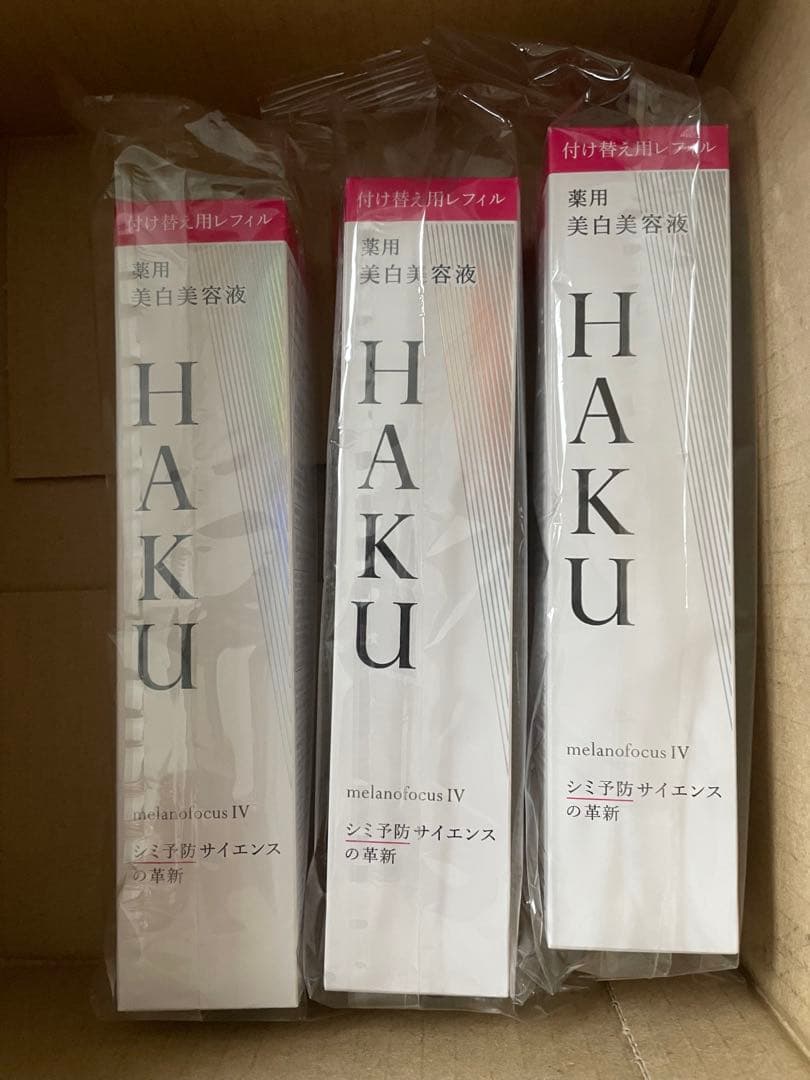 付け替え用レフィル
薬用
美白美容液
HAKU
melanofocus IV
シミ予防サイエンス
の革新
付け替え用レフィル
薬用
美白美容液
HAKU
melanofocus IV
シミ予防サイエンス
の革新
付け替え用レフィル
薬用
美白美容液
HAKU
melanofocus IV
シミ予防サイエンス
の革新